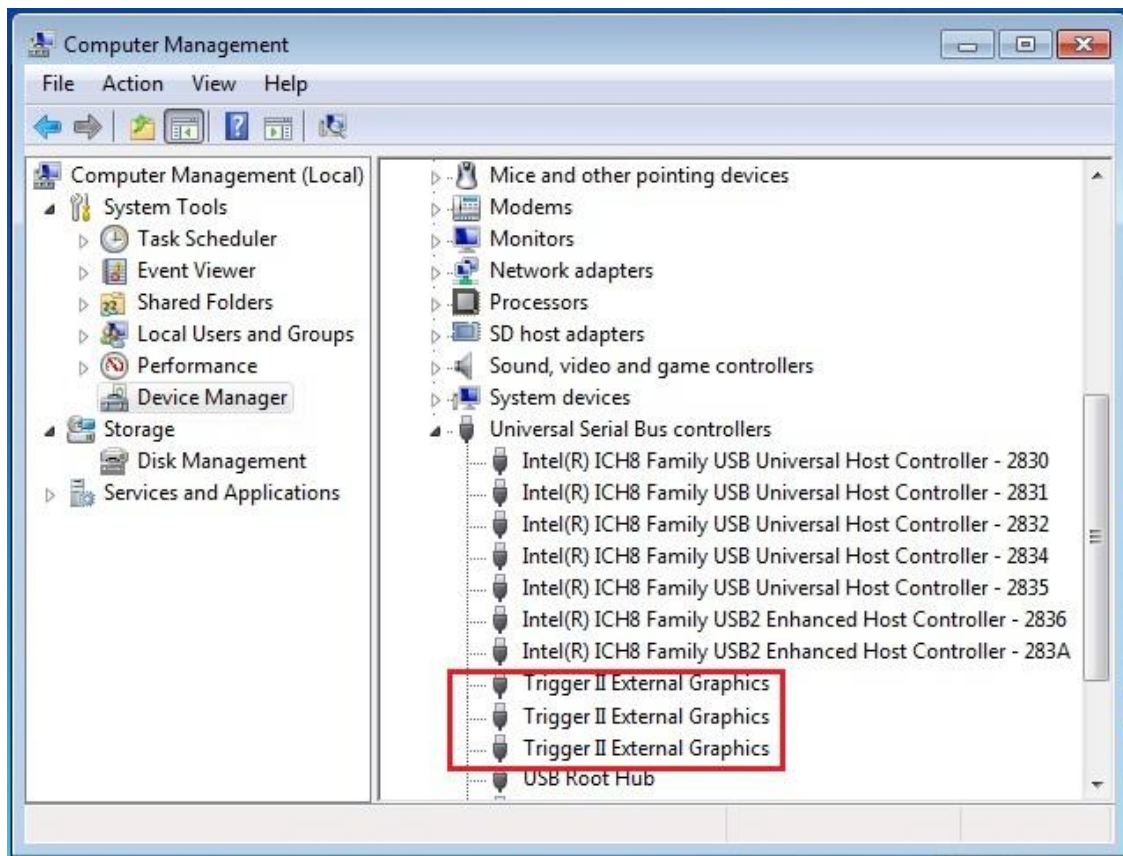 Computer Management
File Action View Help
Computer Management (Local)
System Tools
Task Scheduler
Event Viewer
Shared Folders
Local Users and Groups
Performance
Device Manager
Storage
Disk Management
Services and Applications
Mice and other pointing devices
Modems
Monitors
Network adapters
Processors
SD host adapters
Sound, video and game controllers
System devices
Universal Serial Bus controllers
Intel(R) ICH8 Family USB Universal Host Controller - 2830
Intel(R) ICH8 Family USB Universal Host Controller - 2831
Intel(R) ICH8 Family USB Universal Host Controller - 2832
Intel(R) ICH8 Family USB Universal Host Controller - 2834
Intel(R) ICH8 Family USB Universal Host Controller - 2835
Intel(R) ICH8 Family USB2 Enhanced Host Controller - 2836
Intel(R) ICH8 Family USB2 Enhanced Host Controller - 283A
Trigger II External Graphics
Trigger II External Graphics
Trigger II External Graphics
USB Root Hub